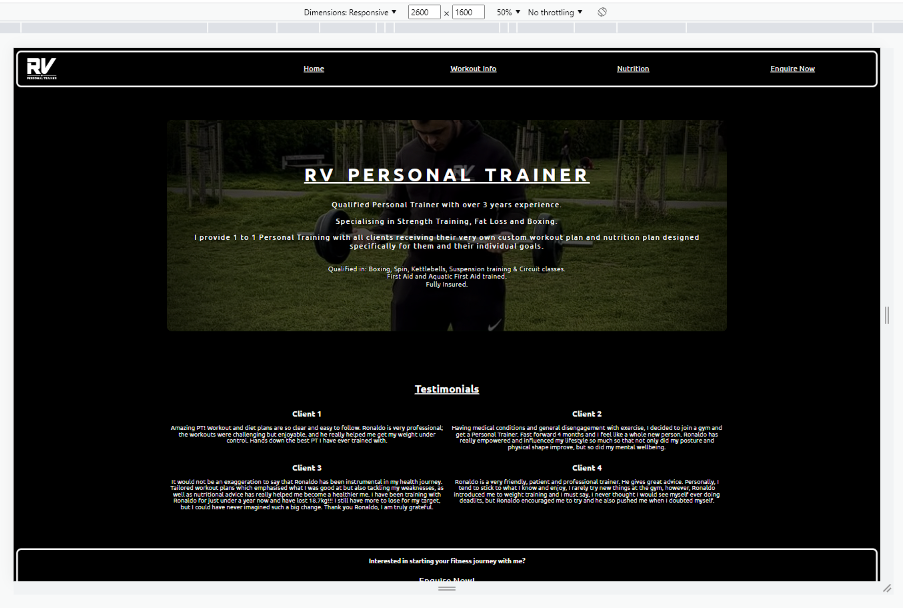 Dimensions: Responsive ▼ 2600 x 1600 50% ▼ No throttling ▼
RV
PERSONAL TRAINER
Home Workout Info Nutrition Enquire Now
RV PERSONAL TRAINER
Qualified Personal Trainer with over 3 years experience.
Specialising in Strength Training, Fat Loss and Boxing.
I provide 1 to 1 Personal Training with all clients receiving their very own custom workout plan and nutrition plan designed
specifically for them and their individual goals.
Qualified in: Boxing, Spin, Kettlebells, Suspension training & Circuit classes.
First Aid and Aquatic First Aid trained.
Fully Insured.
Testimonials
Client 1
Amazing PT! Workout and diet plans are so clear and easy to follow. Ronaldo is very professional;
the workouts were challenging but enjoyable, and he really helped me get my weight under
control. Hands down the best PT I have ever trained with.
Client 2
Having medical conditions and general disengagement with exercise, I decided to join a gym and
get a Personal Trainer. Fast forward 4 months and I feel like a whole new person. Ronaldo has
really empowered and influenced my lifestyle so much so that not only did my posture and
physical shape improve, but so did my mental wellbeing.
Client 3
It would not be an exaggeration to say that Ronaldo has been instrumental in my health journey.
Tailored workout plans which emphasised what I was good at but also tackling my weaknesses, as
well as nutritional advice has really helped me become a healthier me. I have been training with
Ronaldo for just under a year now and have lost 18.7kg!!! I still have more to lose for my target,
but I could have never imagined such a big change. Thank you Ronaldo, I am truly grateful.
Client 4
Ronaldo is a very friendly, patient and professional trainer. He gives great advice. Personally, I
tend to stick to what I know and enjoy, I rarely try new things at the gym, however, Ronaldo
introduced me to weight training and I must say, I never thought I would see myself ever doing
deadlifts, but Ronaldo encouraged me to try and he also pushed me when I doubted myself.
Interested in starting your fitness journey with me?
Enquire Now!